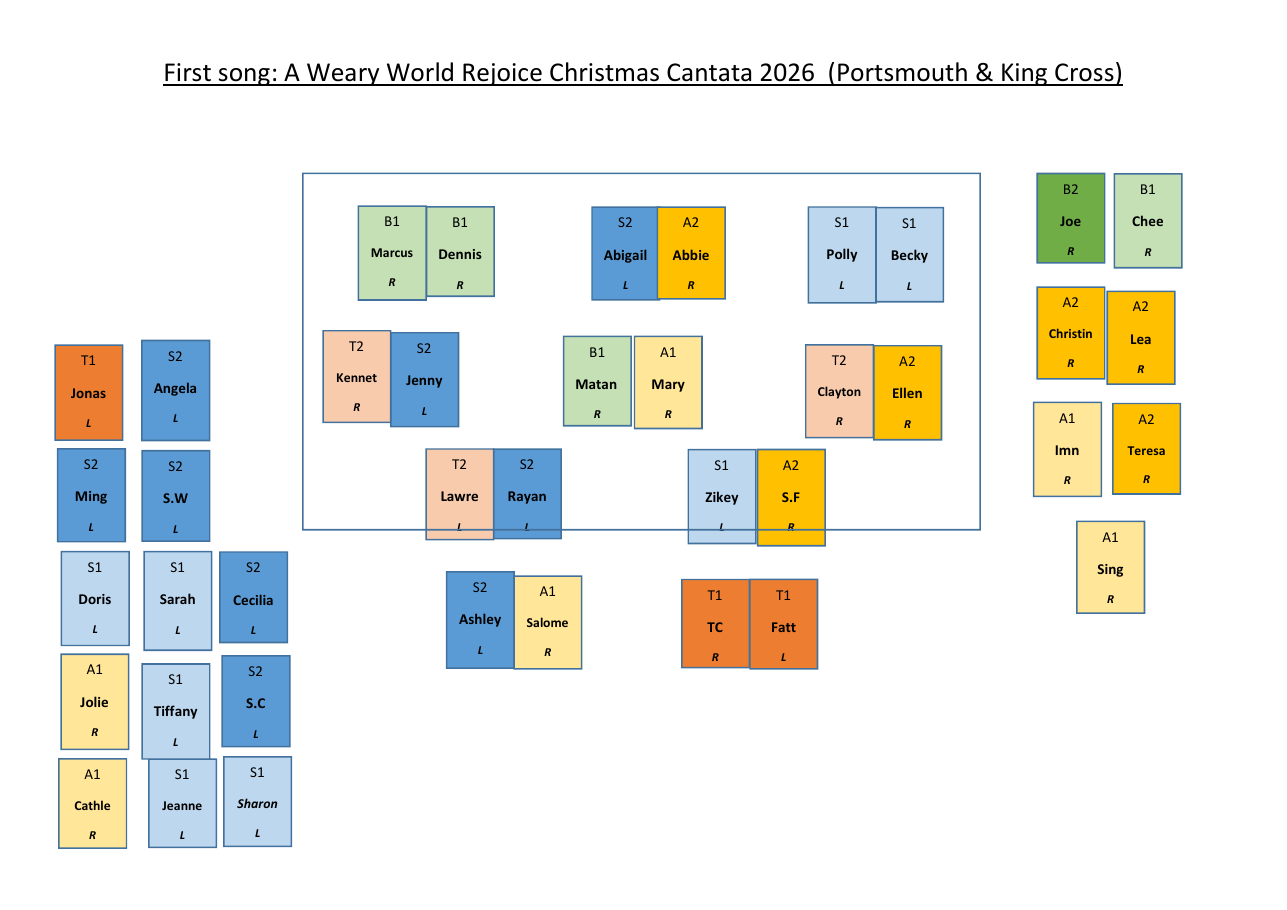 First song: A Weary World Rejoice Christmas Cantata 2026 (Portsmouth & King Cross)
B1
Marcus
R
B1
Dennis
R
S2
Abigail
L
A2
Abbie
R
S1
Polly
L
S1
Becky
L
B2
Joe
R
B1
Chee
R
T2
Kennet
R
S2
Jenny
L
B1
Matan
R
A1
Mary
R
T2
Clayton
R
A2
Ellen
R
A2
Christin
R
A2
Lea
R
T1
Jonas
L
S2
Angela
L
T2
Lawre
L
S2
Rayan
L
S1
Zikey
L
A2
S.F
R
A1
Imn
R
A2
Teresa
R
S2
Ming
L
S2
S.W
L
S1
Doris
L
S1
Sarah
L
S2
Cecilia
L
S2
Ashley
L
A1
Salome
R
T1
TC
R
T1
Fatt
L
A1
Sing
R
A1
Jolie
R
S1
Tiffany
L
S2
S.C
L
A1
Cathle
R
S1
Jeanne
L
S1
Sharon
L